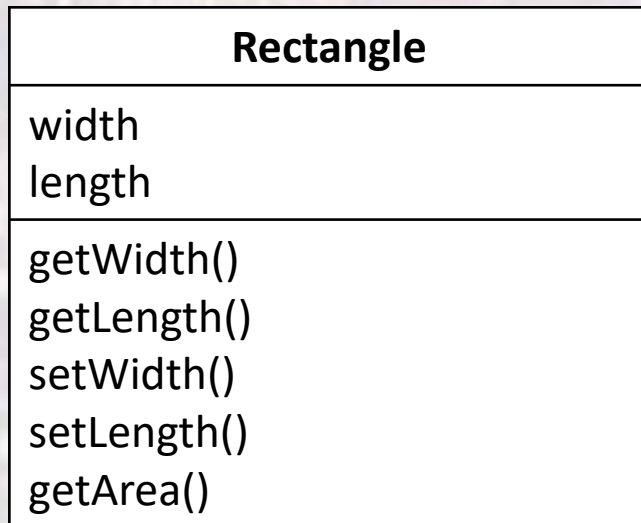 Rectangle
width
length
getWidth()
getLength()
setWidth()
setLength()
getArea()